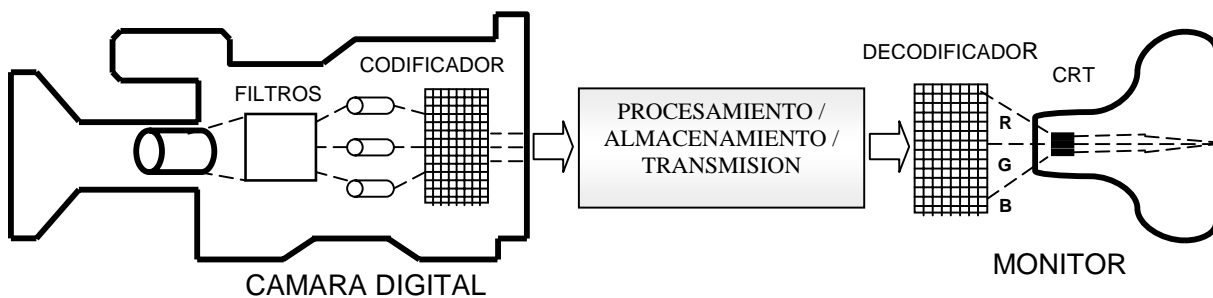 FILTROS
CODIFICADOR
CAMARA DIGITAL
PROCESAMIENTO /
ALMACENAMIENTO /
TRANSMISION
DECODIFICADOR
R
G
B
CRT
MONITOR